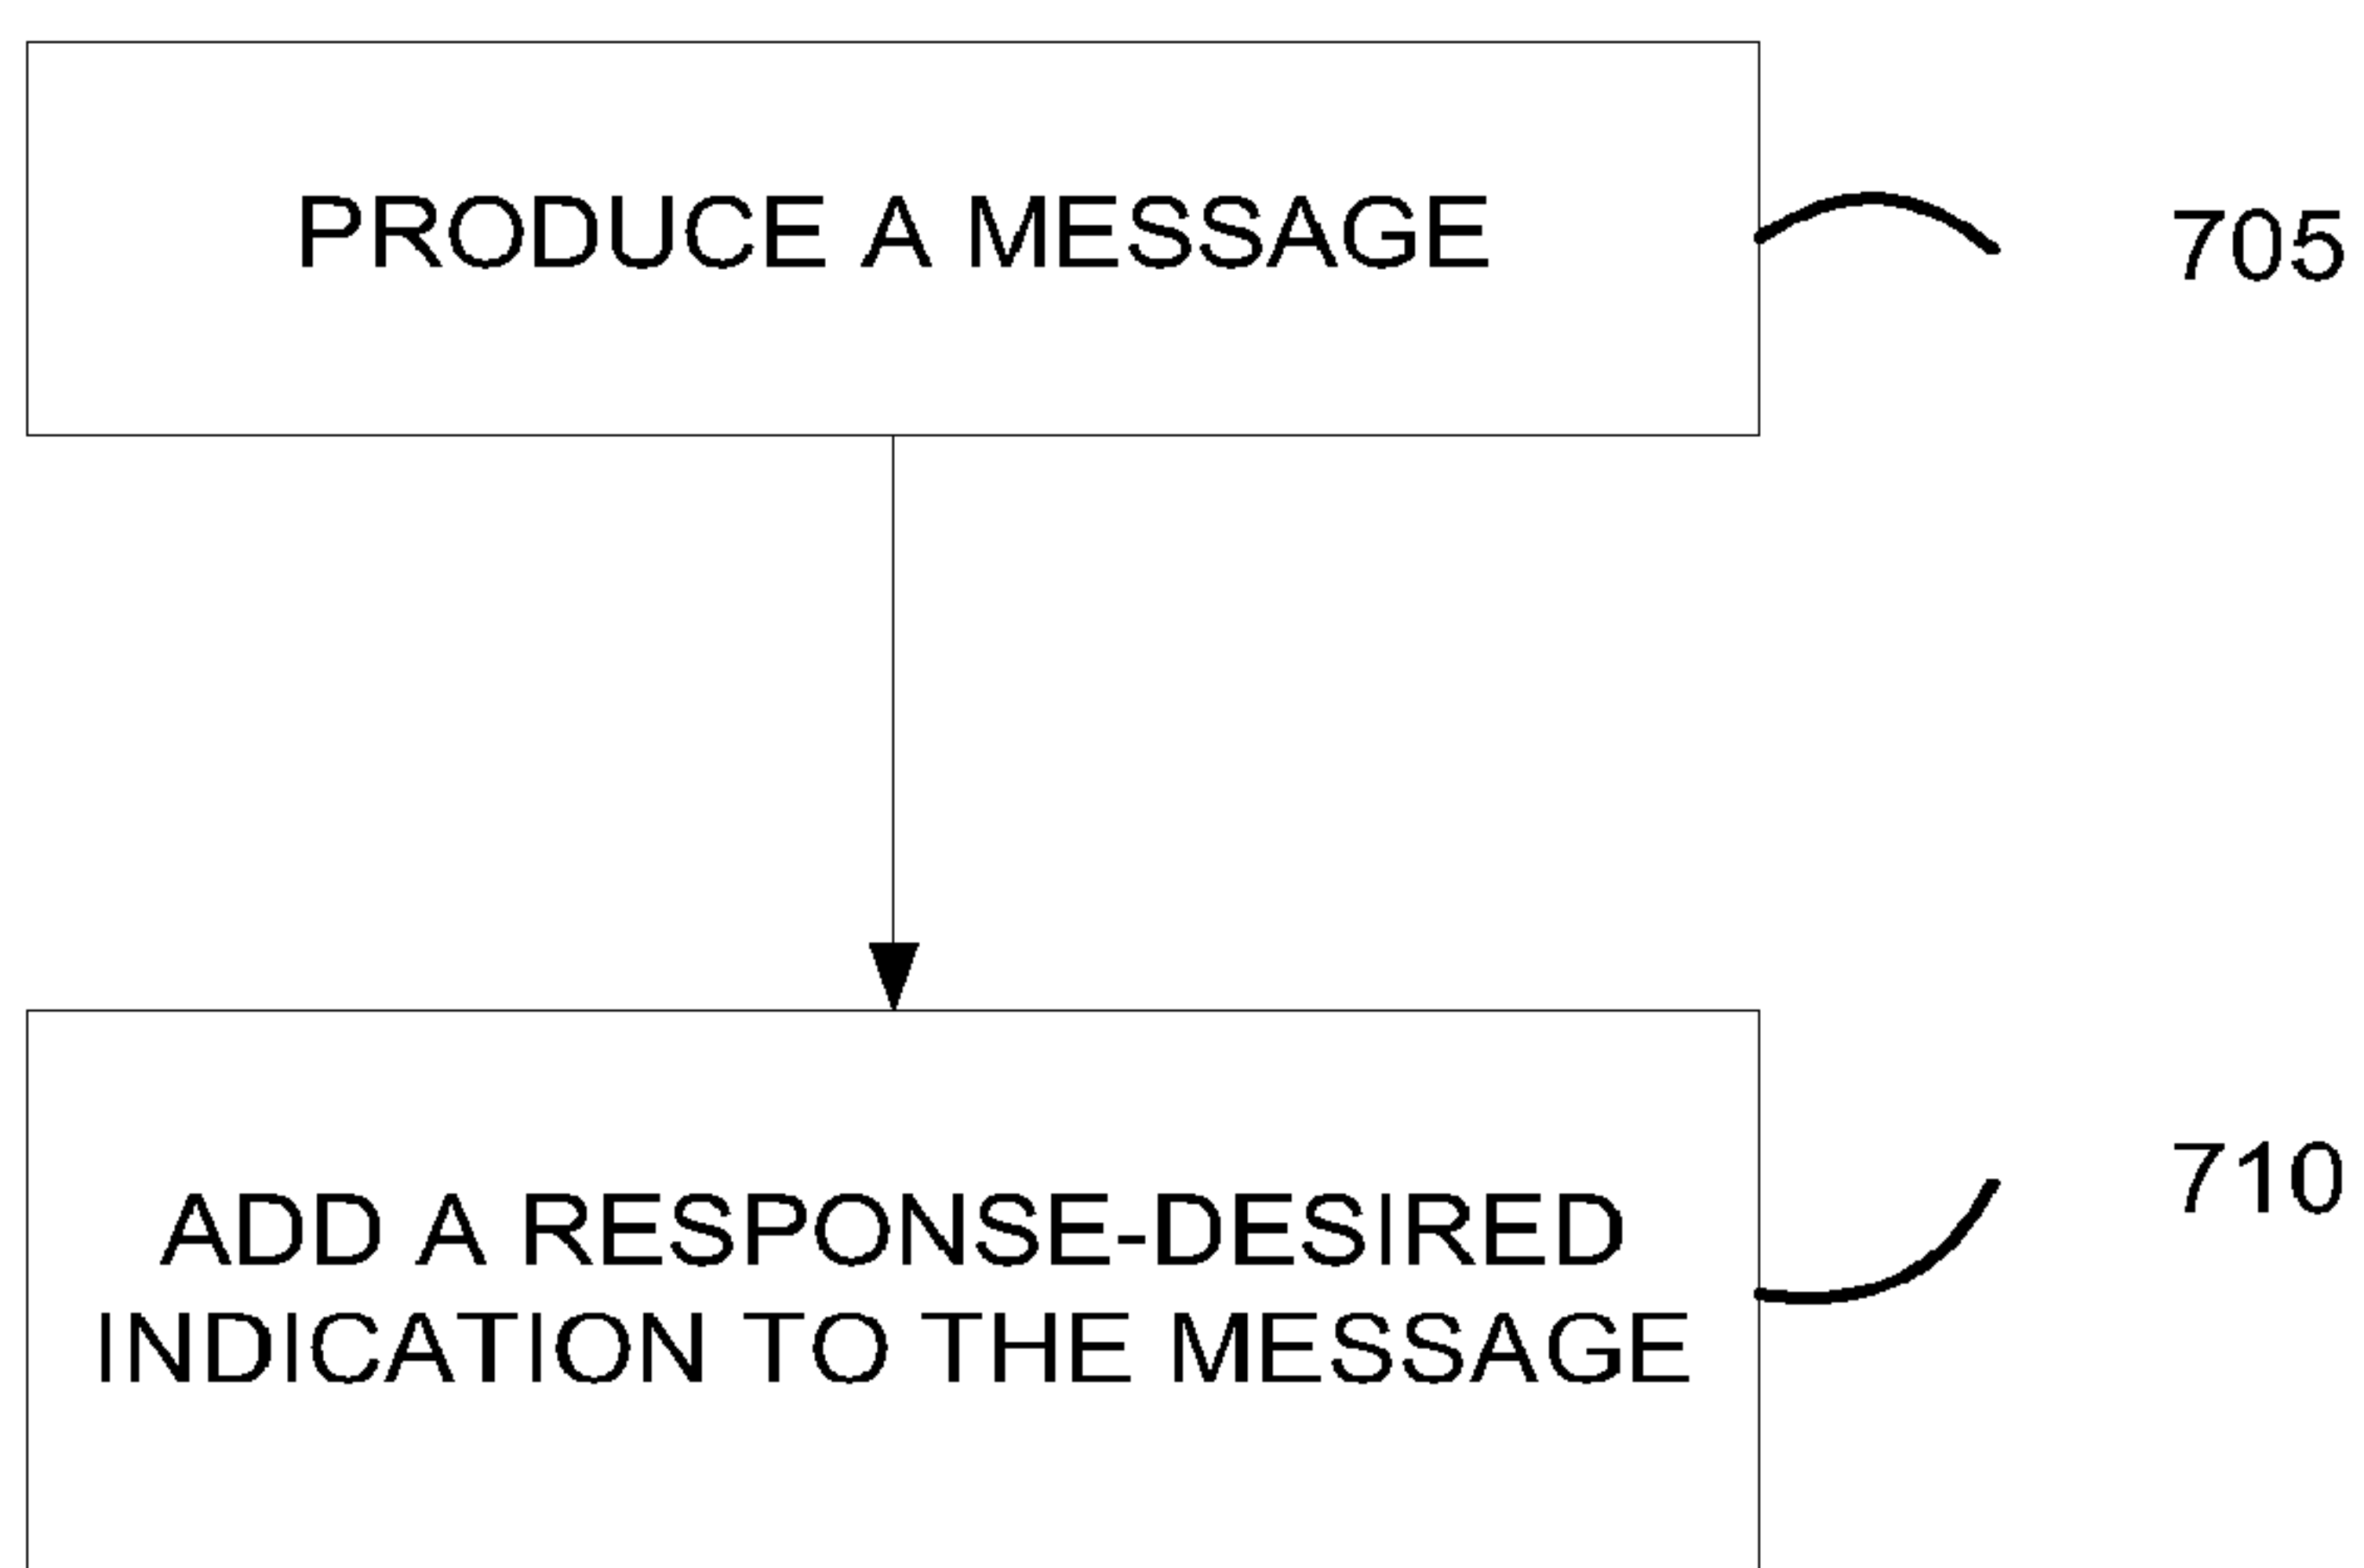 PRODUCE A MESSAGE
705
710
ADD A RESPONSE-DESIRED
INDICATION TO THE MESSAGE